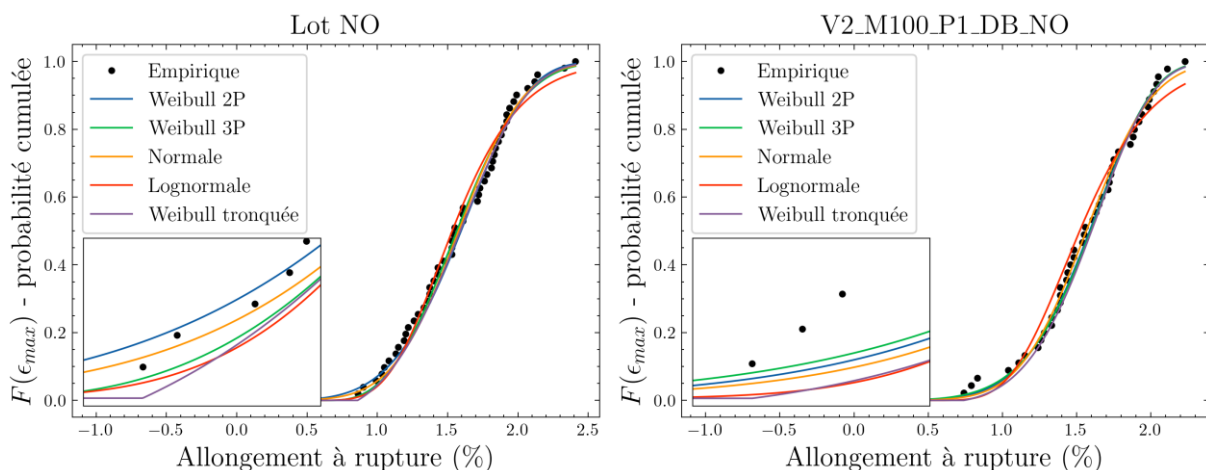 Lot NO
F(ϵmax) - probabilité cumulée
1.0
0.8
0.6
0.4
0.2
0.0
Empirique
Weibull 2P
Weibull 3P
Normale
Lognormale
Weibull tronquée
−1.0 −0.5 0.0 0.5 1.0 1.5 2.0 2.5
Allongement à rupture (%)
V2_M100_P1_DB_NO
F(ϵmax) - probabilité cumulée
1.0
0.8
0.6
0.4
0.2
0.0
Empirique
Weibull 2P
Weibull 3P
Normale
Lognormale
Weibull tronquée
−1.0 −0.5 0.0 0.5 1.0 1.5 2.0
Allongement à rupture (%)